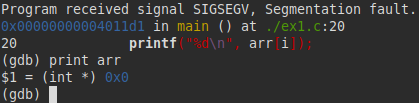 Program received signal SIGSEGV, Segmentation fault.
0x00000000004011d1 in main () at ./ex1.c:20
20                printf("%d\n", arr[i]);
(gdb) print arr
$1 = (int *) 0x0
(gdb)